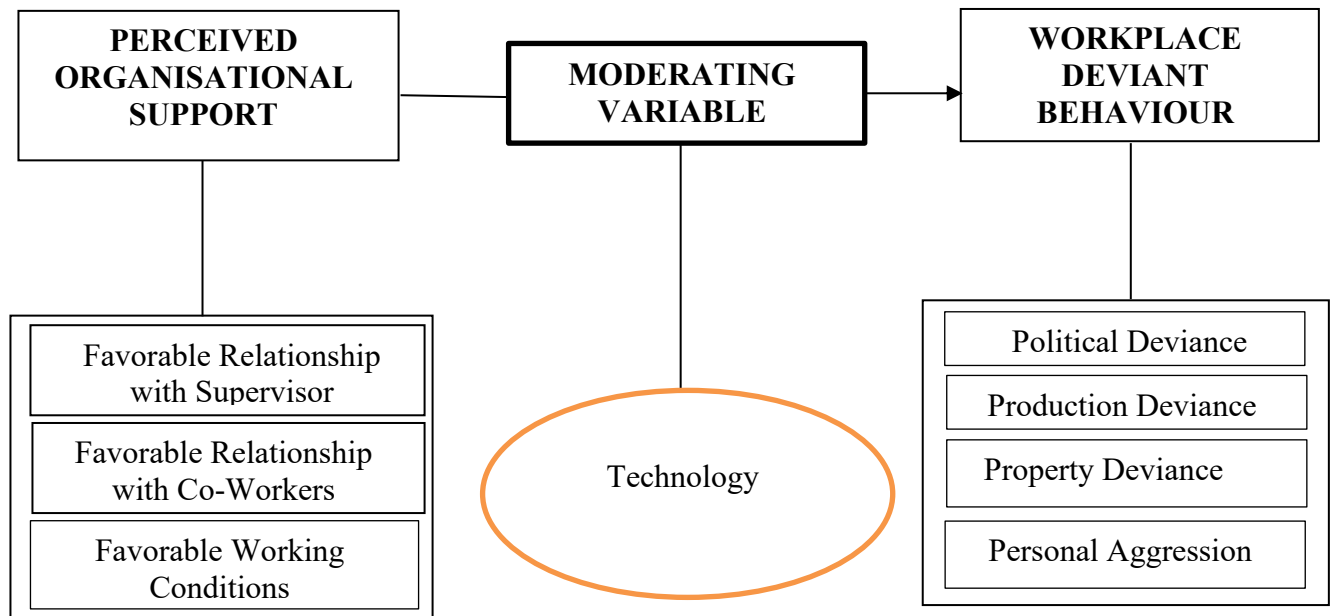 PERCEIVED
ORGANISATIONAL
SUPPORT
MODERATING
VARIABLE
WORKPLACE
DEVIANT
BEHAVIOUR
Favorable Relationship
with Supervisor
Favorable Relationship
with Co-Workers
Favorable Working
Conditions
Technology
Political Deviance
Production Deviance
Property Deviance
Personal Aggression